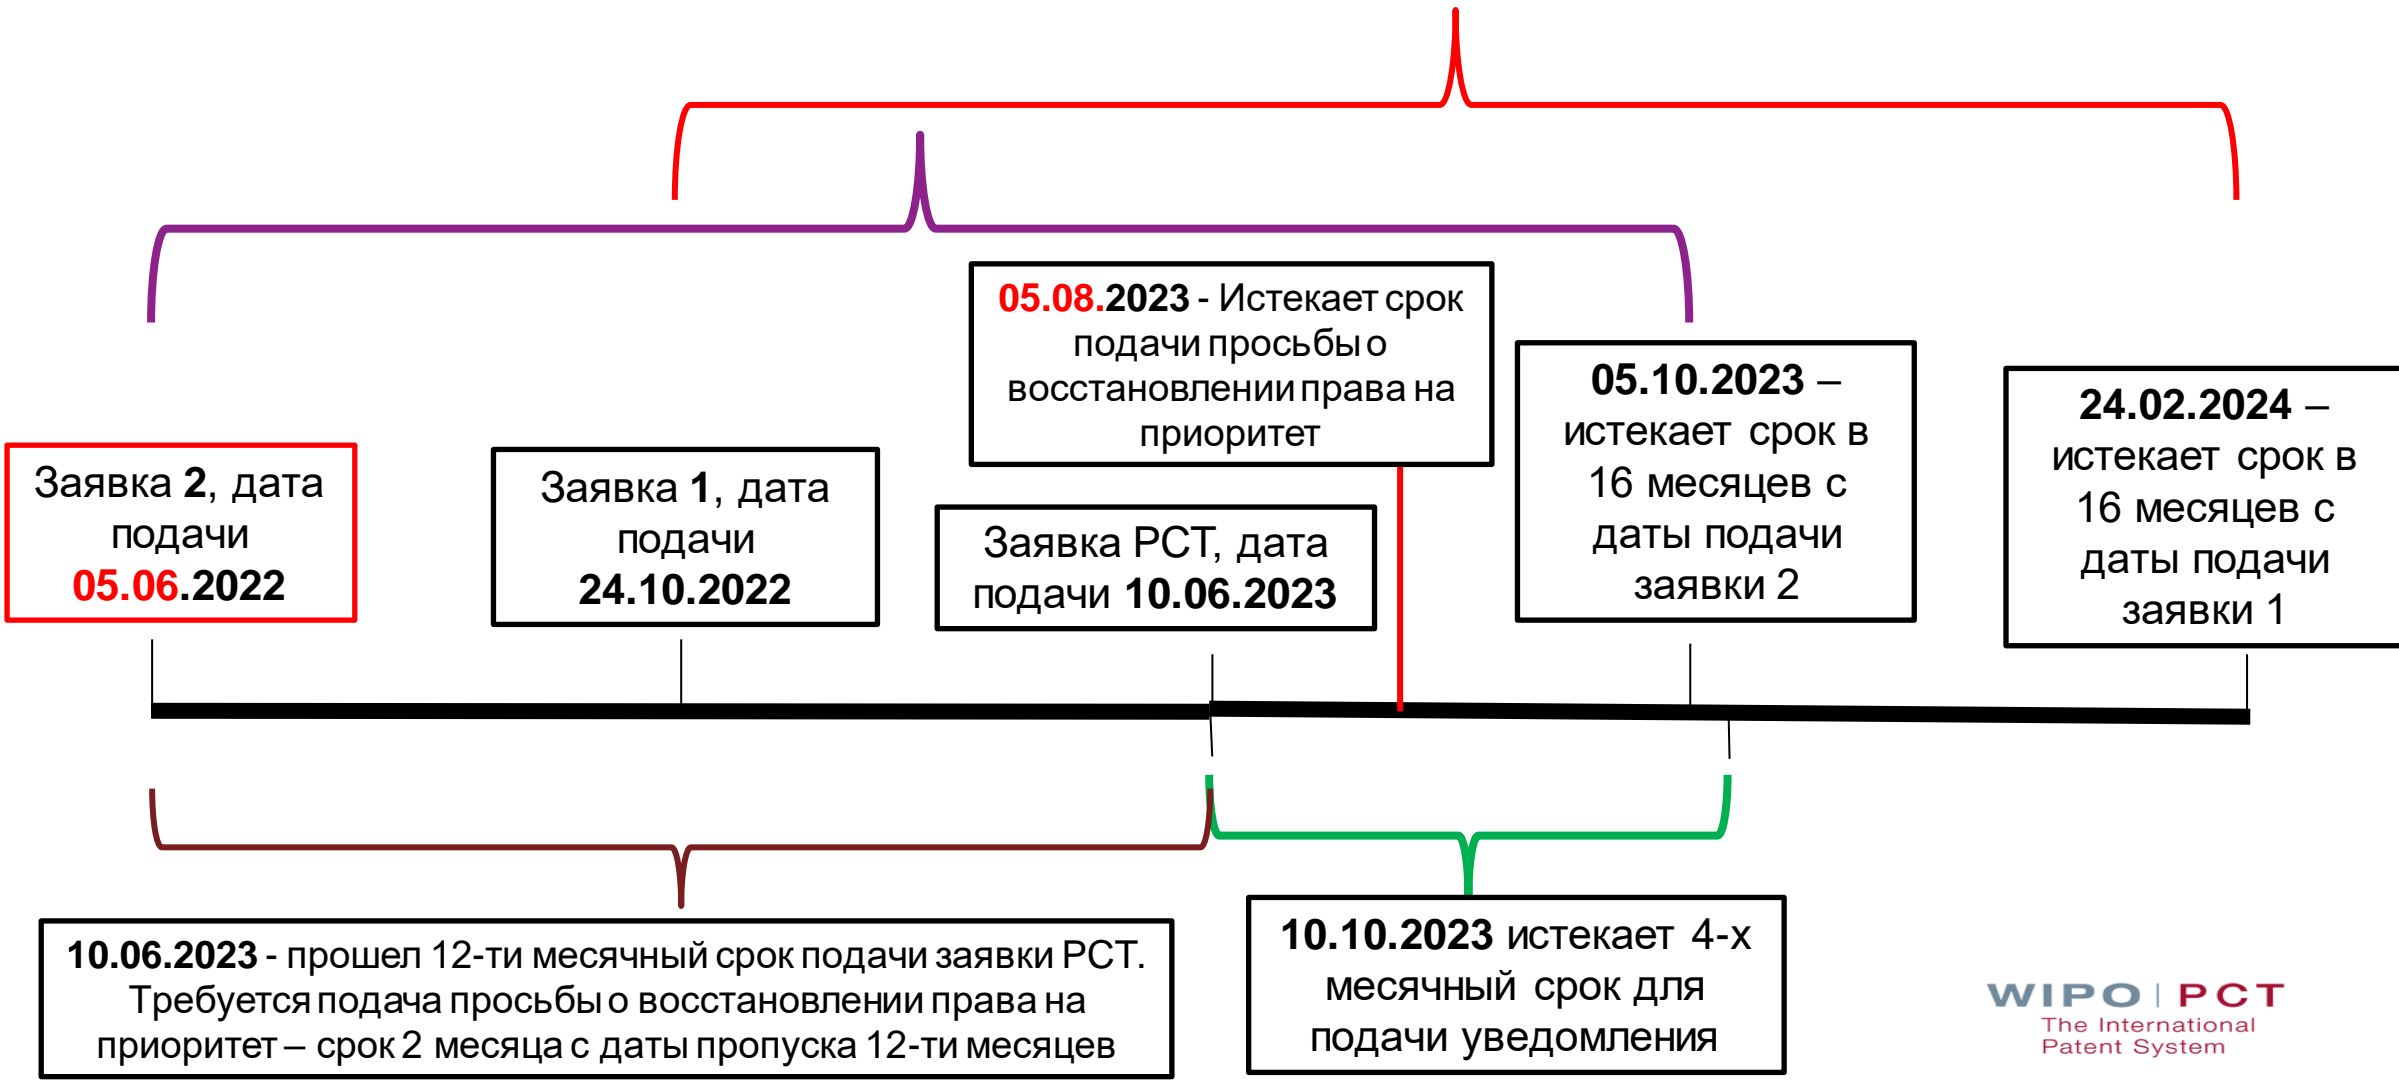 05.08.2023 - Истекает срок
подачи просьбы о
восстановлении права на
приоритет
05.10.2023 –
истекает срок в
16 месяцев с
даты подачи
заявки 2
24.02.2024 –
истекает срок в
16 месяцев с
даты подачи
заявки 1
Заявка 2, дата
подачи
05.06.2022
Заявка 1, дата
подачи
24.10.2022
Заявка РСТ, дата
подачи 10.06.2023
10.06.2023 - прошел 12-ти месячный срок подачи заявки РСТ.
Требуется подача просьбы о восстановлении права на
приоритет – срок 2 месяца с даты пропуска 12-ти месяцев
10.10.2023 истекает 4-х
месячный срок для
подачи уведомления
WIPO | PCT
The International
Patent System